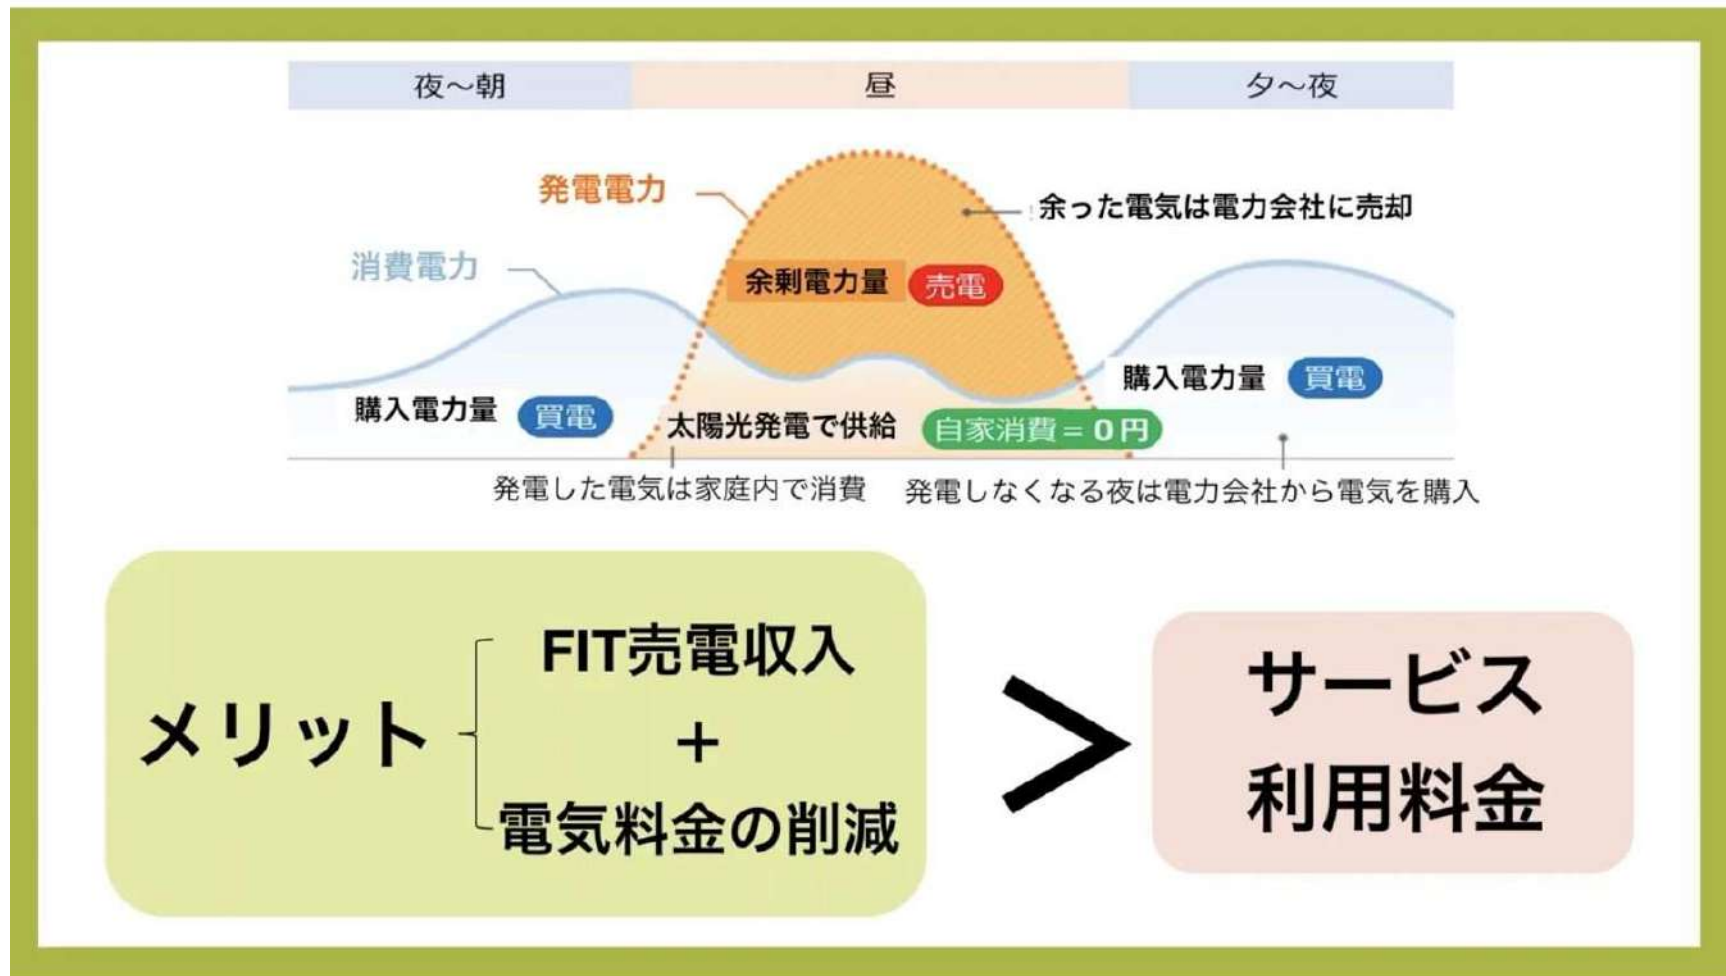 夜～朝
昼
夕～夜
発電電力
余った電気は電力会社に売却
消費電力
余剰電力量 売電
購入電力量 買電
購入電力量 買電
太陽光発電で供給 自家消費=0円
発電した電気は家庭内で消費
発電しなくなる夜は電力会社から電気を購入
メリット
FIT売電収入
+
電気料金の削減
>
サービス
利用料金